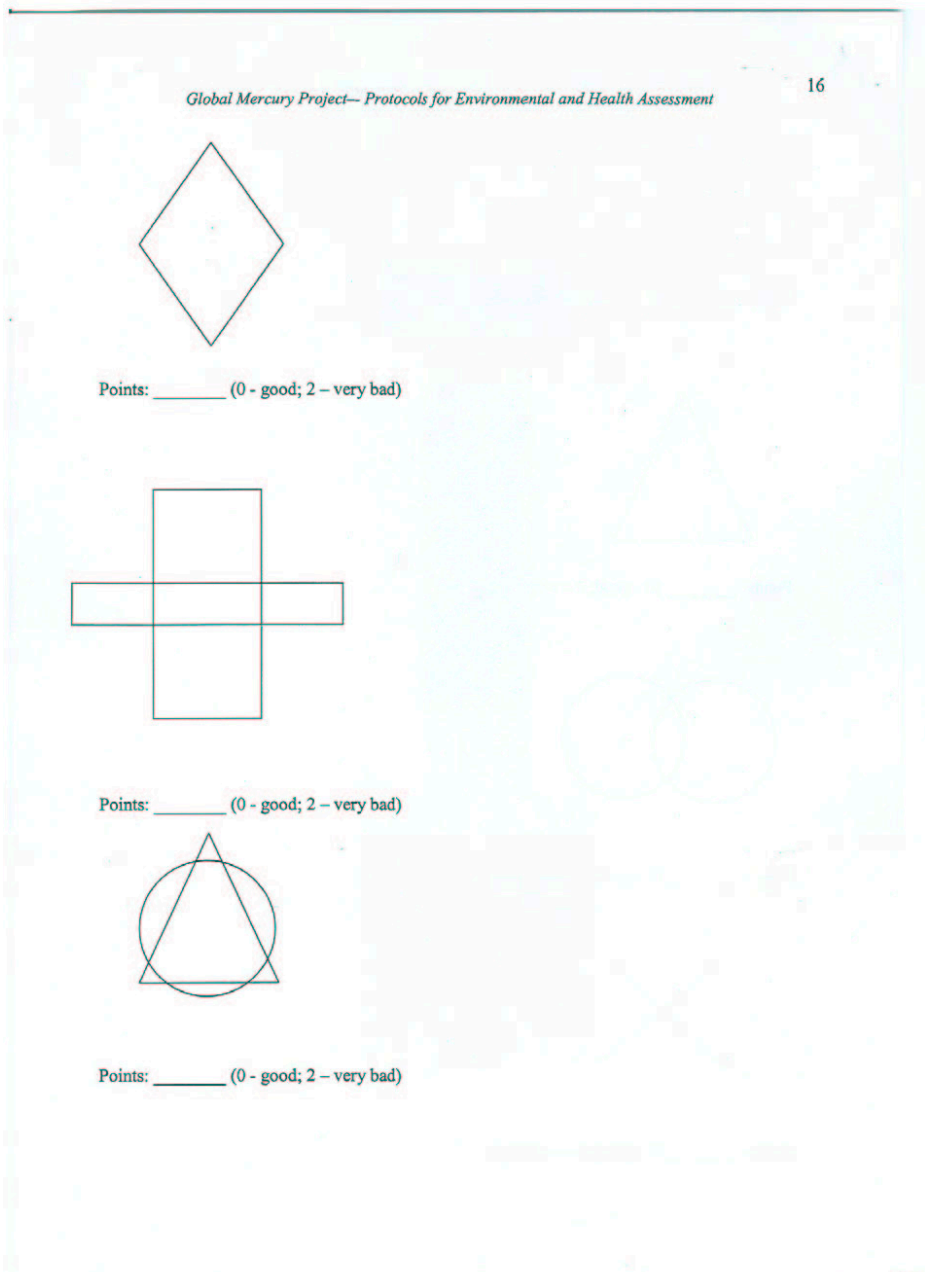 16
Global Mercury Project— Protocols for Environmental and Health Assessment
Points: ________ (0 - good; 2 – very bad)
Points: ________ (0 - good; 2 – very bad)
Points: ________ (0 - good; 2 – very bad)